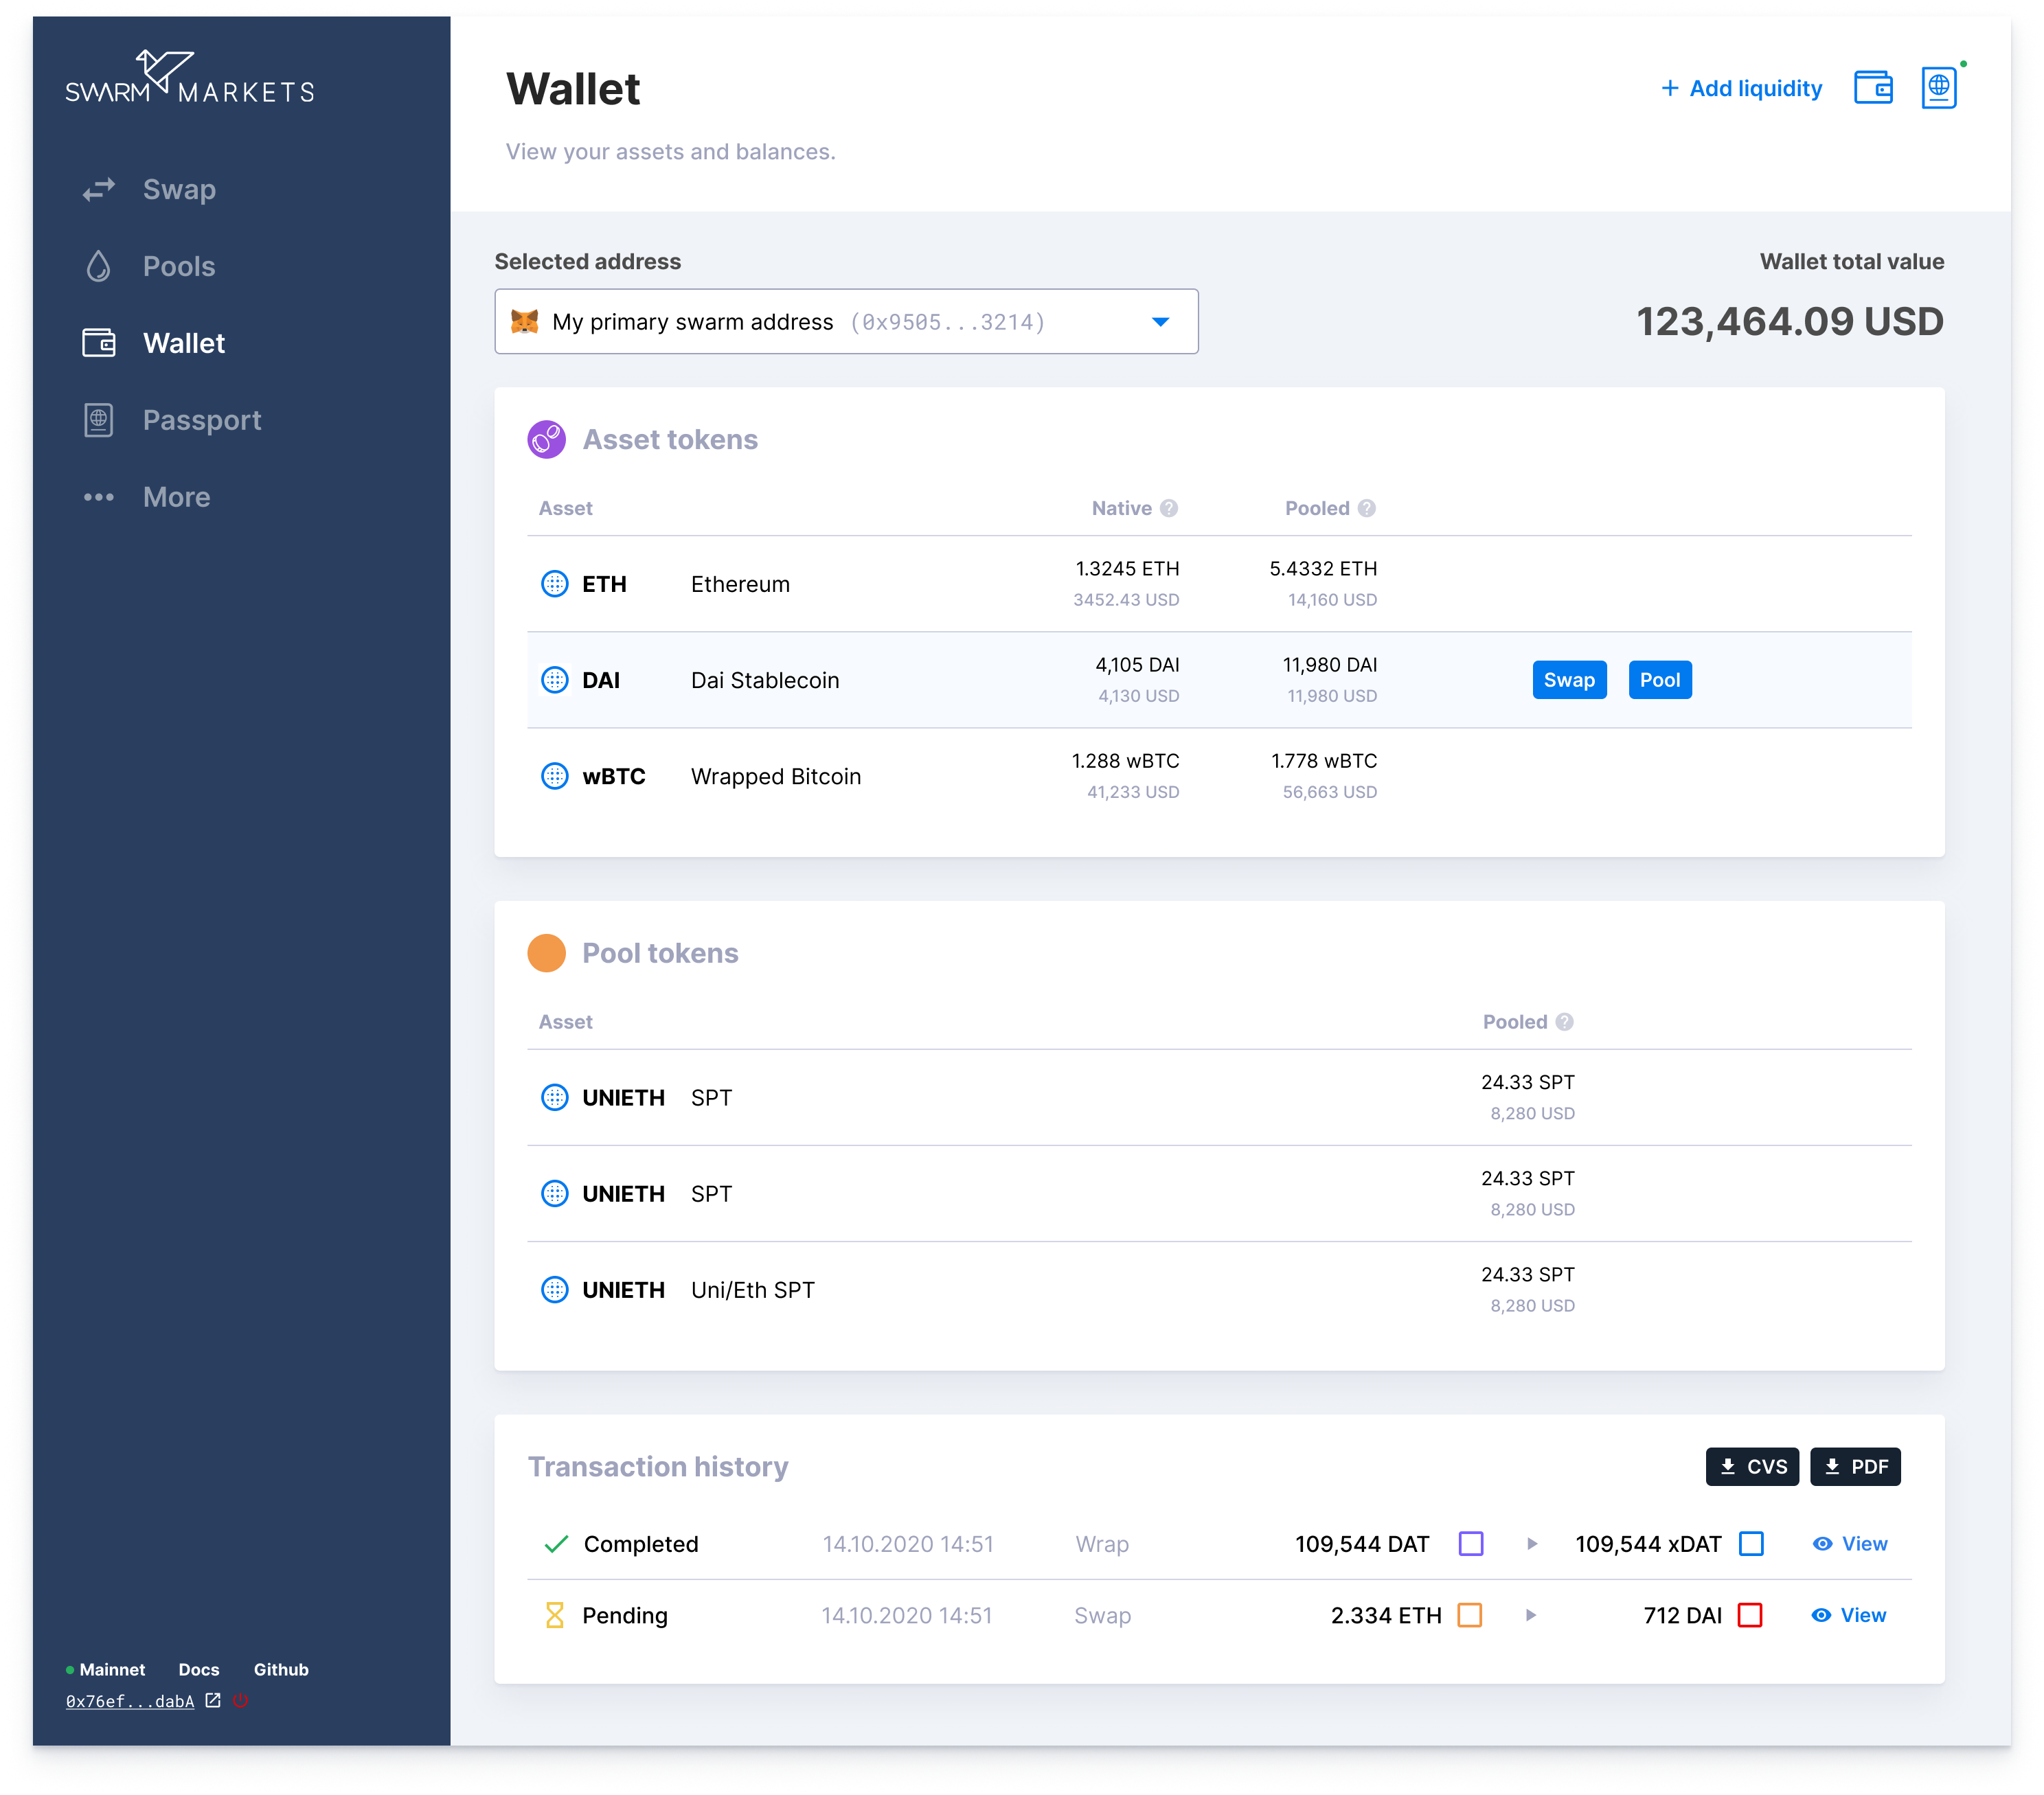 SWARM MARKETS
Swap
Pools
Wallet
Passport
More
Mainnet Docs Github
0x76ef...dabA
Wallet
+ Add liquidity
View your assets and balances.
Selected address
Wallet total value
My primary swarm address (0x9505...3214)
123,464.09 USD
Asset tokens
Asset Native ? Pooled ?
ETH Ethereum 1.3245 ETH 5.4332 ETH
3452.43 USD 14,160 USD
DAI Dai Stablecoin 4,105 DAI 11,980 DAI Swap Pool
4,130 USD 11,980 USD
wBTC Wrapped Bitcoin 1.288 wBTC 1.778 wBTC
41,233 USD 56,663 USD
Pool tokens
Asset Pooled ?
UNIETH SPT 24.33 SPT
8,280 USD
UNIETH SPT 24.33 SPT
8,280 USD
UNIETH Uni/Eth SPT 24.33 SPT
8,280 USD
Transaction history CVS PDF
Completed 14.10.2020 14:51 Wrap 109,544 DAT 109,544 xDAT View
Pending 14.10.2020 14:51 Swap 2.334 ETH 712 DAI View